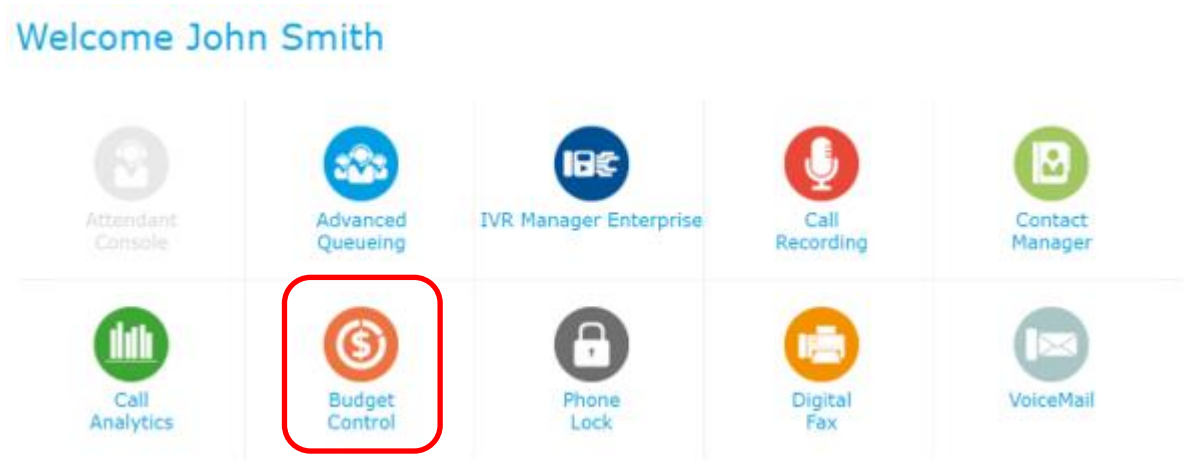 Welcome John Smith
Attendant
Console
Advanced
Queueing
IVR Manager Enterprise
Call
Recording
Contact
Manager
Call
Analytics
$
Budget
Control
Phone
Lock
Digital
Fax
VoiceMail